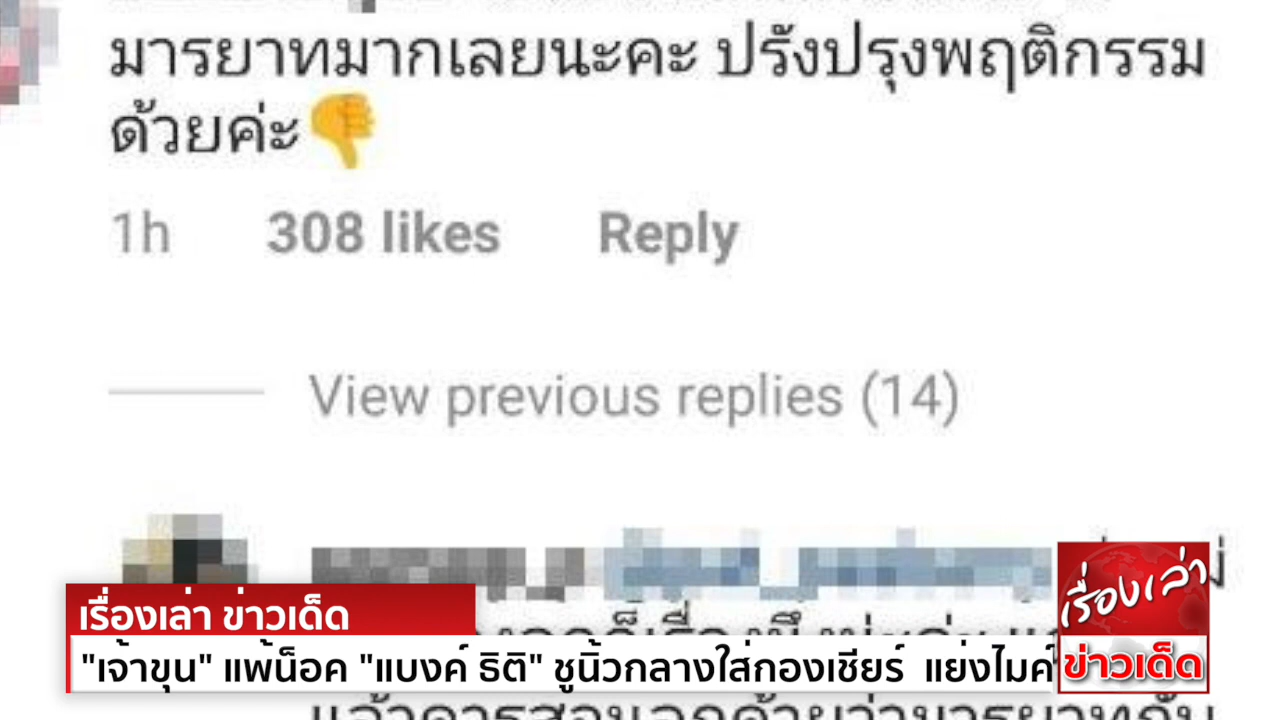 มารยาทมากเลยนะคะ ปรังปรุงพฤติกรรม
ด้วยค่ะ👎
1h 308 likes Reply
View previous replies (14)
เรื่องเล่า ข่าวเด็ด
"เจ้าขุน" แพ้น็อค "แบงค์ ธิติ" ชูนิ้วกลางใส่กองเชียร์ แย่งไมค์
เรื่องเล่า
ข่าวเด็ด